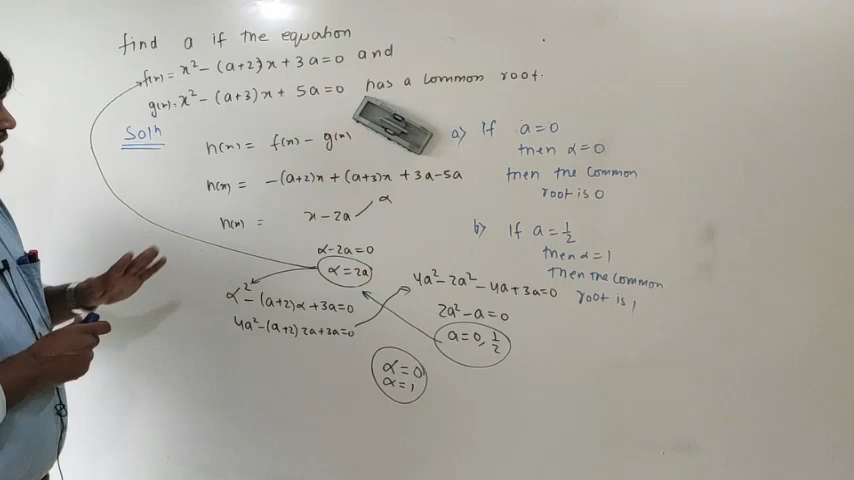 find a if the equation
f(x) = x² - (a+2)x + 3a = 0 and
g(x) = x² - (a+3)x + 5a = 0 has a common root.
Solⁿ
h(x) = f(x) - g(x)
h(x) = -(a+2)x + (a+3)x + 3a - 5a
h(x) = x - 2a
α
α - 2a = 0
α = 2a
α² - (a+2)α + 3a = 0
4a² - (a+2) 2a + 3a = 0
4a² - 2a² - 4a + 3a = 0
2a² - a = 0
a = 0, 1/2
α = 0
α = 1
a) If a = 0
then α = 0
then the common
root is 0
b) If a = 1/2
then α = 1
then the common
root is 1